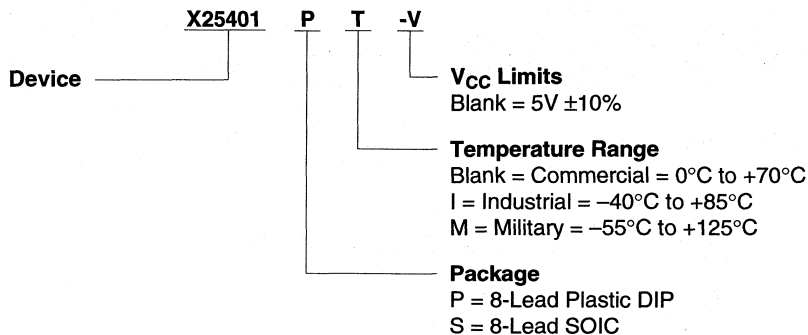 X25401 P T -V
Device
VCC Limits
Blank = 5V ±10%
Temperature Range
Blank = Commercial = 0°C to +70°C
I = Industrial = –40°C to +85°C
M = Military = –55°C to +125°C
Package
P = 8-Lead Plastic DIP
S = 8-Lead SOIC